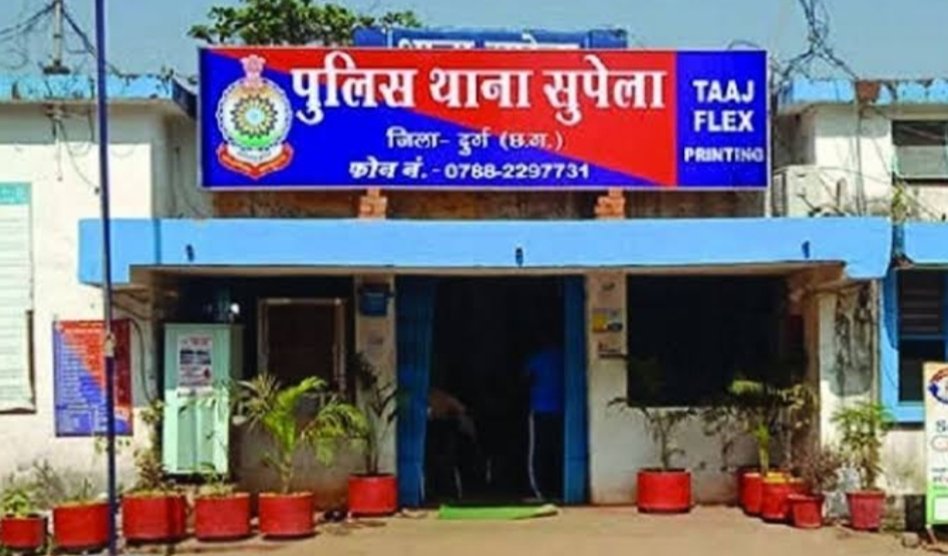 पुलिस थाना सुपेला
जिला- दुर्ग (छ.ग.)
फोन नं. - 0788-2297731
TAAJ
FLEX
PRINTING